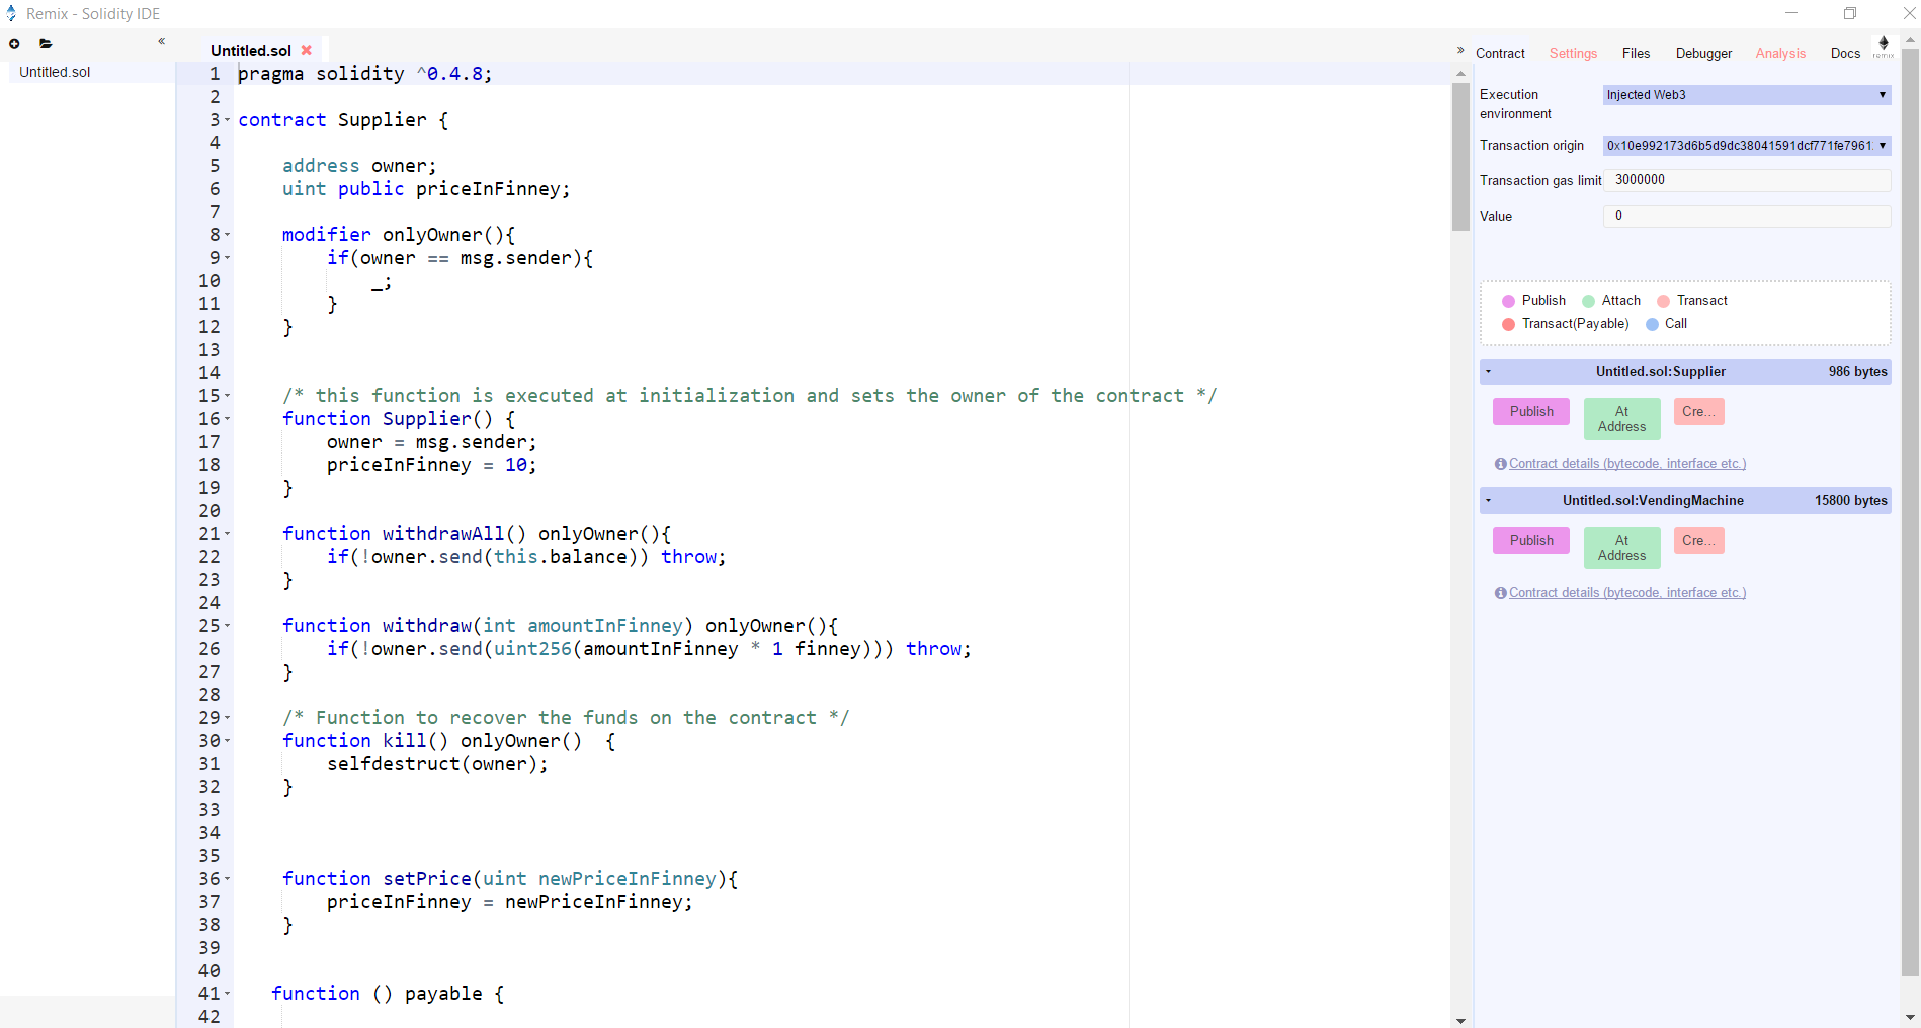 Remix - Solidity IDE
«
Untitled.sol
Untitled.sol ✖
1 pragma solidity ^0.4.8;
2
3 contract Supplier {
4
5 address owner;
6 uint public priceInFinney;
7
8 modifier onlyOwner(){
9 if(owner == msg.sender){
10 _;
11 }
12 }
13
14
15 /* this function is executed at initialization and sets the owner of the contract */
16 function Supplier() {
17 owner = msg.sender;
18 priceInFinney = 10;
19 }
20
21 function withdrawAll() onlyOwner(){
22 if(!owner.send(this.balance)) throw;
23 }
24
25 function withdraw(int amountInFinney) onlyOwner(){
26 if(!owner.send(uint256(amountInFinney * 1 finney))) throw;
27 }
28
29 /* Function to recover the funds on the contract */
30 function kill() onlyOwner()  {
31 selfdestruct(owner);
32 }
33
34
35
36 function setPrice(uint newPriceInFinney){
37 priceInFinney = newPriceInFinney;
38 }
39
40
41 function () payable {
42
» Contract Settings Files Debugger Analysis Docs remix
Execution
environment
Injected Web3
Transaction origin 0x10e992173d6b5d9dc38041591dcf771fe7961:
Transaction gas limit 3000000
Value 0
Publish Attach Transact
Transact(Payable) Call
Untitled.sol:Supplier 986 bytes
Publish At Address Cre...
Contract details (bytecode, interface etc.)
Untitled.sol:VendingMachine 15800 bytes
Publish At Address Cre...
Contract details (bytecode, interface etc.)